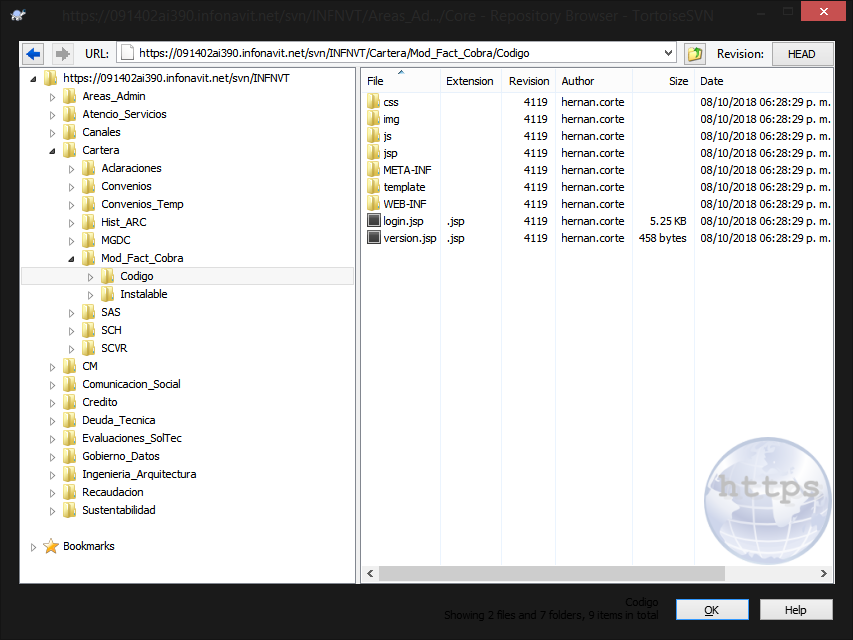 https://091402ai390.infonavit.net/svn/INFNVT/Areas_Ad.../Core - Repository Browser - TortoiseSVN
URL: https://091402ai390.infonavit.net/svn/INFNVT/Cartera/Mod_Fact_Cobra/Codigo Revision: HEAD
https://091402ai390.infonavit.net/svn/INFNVT
Areas_Admin
Atencio_Servicios
Canales
Cartera
Aclaraciones
Convenios
Convenios_Temp
Hist_ARC
MGDC
Mod_Fact_Cobra
Codigo
Instalable
SAS
SCH
SCVR
CM
Comunicacion_Social
Credito
Deuda_Tecnica
Evaluaciones_SolTec
Gobierno_Datos
Ingenieria_Arquitectura
Recaudacion
Sustentabilidad
Bookmarks
File Extension Revision Author Size Date
css 4119 hernan.corte 08/10/2018 06:28:29 p. m.
img 4119 hernan.corte 08/10/2018 06:28:29 p. m.
js 4119 hernan.corte 08/10/2018 06:28:29 p. m.
jsp 4119 hernan.corte 08/10/2018 06:28:29 p. m.
META-INF 4119 hernan.corte 08/10/2018 06:28:29 p. m.
template 4119 hernan.corte 08/10/2018 06:28:29 p. m.
WEB-INF 4119 hernan.corte 08/10/2018 06:28:29 p. m.
login.jsp .jsp 4119 hernan.corte 5.25 KB 08/10/2018 06:28:29 p. m.
version.jsp .jsp 4119 hernan.corte 458 bytes 08/10/2018 06:28:29 p. m.
https
Codigo
Showing 2 files and 7 folders, 9 items in total
OK Help